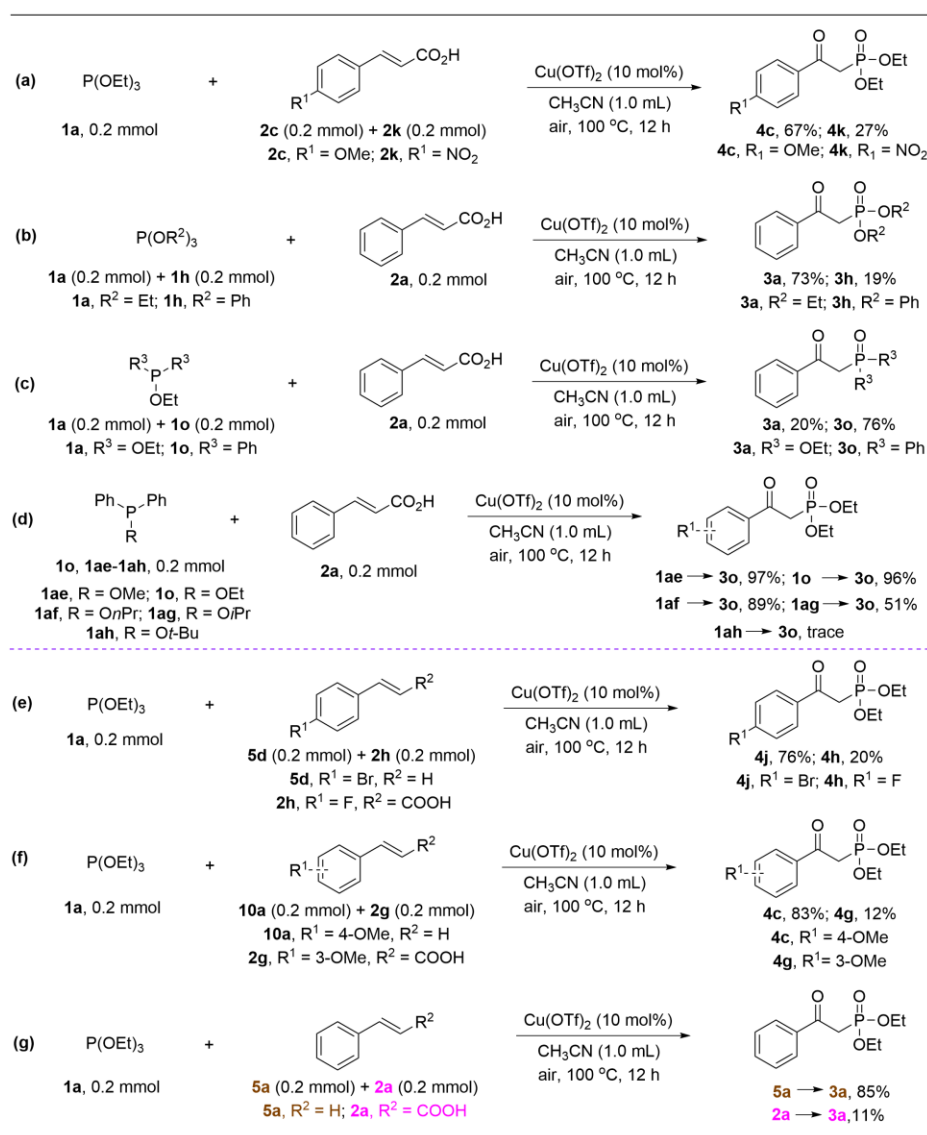 (a)
P(OEt)3
1a, 0.2 mmol
+
CO2H
R1
2c (0.2 mmol) + 2k (0.2 mmol)
2c, R1 = OMe; 2k, R1 = NO2
Cu(OTf)2 (10 mol%)
CH3CN (1.0 mL)
air, 100 °C, 12 h
O O
P OEt
OEt
R1
4c, 67%; 4k, 27%
4c, R1 = OMe; 4k, R1 = NO2
(b)
P(OR2)3
1a (0.2 mmol) + 1h (0.2 mmol)
1a, R2 = Et; 1h, R2 = Ph
+
CO2H
2a, 0.2 mmol
Cu(OTf)2 (10 mol%)
CH3CN (1.0 mL)
air, 100 °C, 12 h
O O
P OR2
OR2
3a, 73%; 3h, 19%
3a, R2 = Et; 3h, R2 = Ph
(c)
R3 R3
P
OEt
1a (0.2 mmol) + 1o (0.2 mmol)
1a, R3 = OEt; 1o, R3 = Ph
+
CO2H
2a, 0.2 mmol
Cu(OTf)2 (10 mol%)
CH3CN (1.0 mL)
air, 100 °C, 12 h
O O
P R3
R3
3a, 20%; 3o, 76%
3a, R3 = OEt; 3o, R3 = Ph
(d)
Ph Ph
P
R
1o, 1ae-1ah, 0.2 mmol
1ae, R = OMe; 1o, R = OEt
1af, R = OnPr; 1ag, R = OiPr
1ah, R = Ot-Bu
+
CO2H
2a, 0.2 mmol
Cu(OTf)2 (10 mol%)
CH3CN (1.0 mL)
air, 100 °C, 12 h
O O
P OEt
OEt
R1
1ae → 3o, 97%; 1o → 3o, 96%
1af → 3o, 89%; 1ag → 3o, 51%
1ah → 3o, trace
(e)
P(OEt)3
1a, 0.2 mmol
+
R2
R1
5d (0.2 mmol) + 2h (0.2 mmol)
5d, R1 = Br, R2 = H
2h, R1 = F, R2 = COOH
Cu(OTf)2 (10 mol%)
CH3CN (1.0 mL)
air, 100 °C, 12 h
O O
P OEt
OEt
R1
4j, 76%; 4h, 20%
4j, R1 = Br; 4h, R1 = F
(f)
P(OEt)3
1a, 0.2 mmol
+
R2
R1
10a (0.2 mmol) + 2g (0.2 mmol)
10a, R1 = 4-OMe, R2 = H
2g, R1 = 3-OMe, R2 = COOH
Cu(OTf)2 (10 mol%)
CH3CN (1.0 mL)
air, 100 °C, 12 h
O O
P OEt
OEt
R1
4c, 83%; 4g, 12%
4c, R1 = 4-OMe
4g, R1= 3-OMe
(g)
P(OEt)3
1a, 0.2 mmol
+
R2
5a (0.2 mmol) + 2a (0.2 mmol)
5a, R2 = H; 2a, R2 = COOH
Cu(OTf)2 (10 mol%)
CH3CN (1.0 mL)
air, 100 °C, 12 h
O O
P OEt
OEt
5a → 3a, 85%
2a → 3a,11%